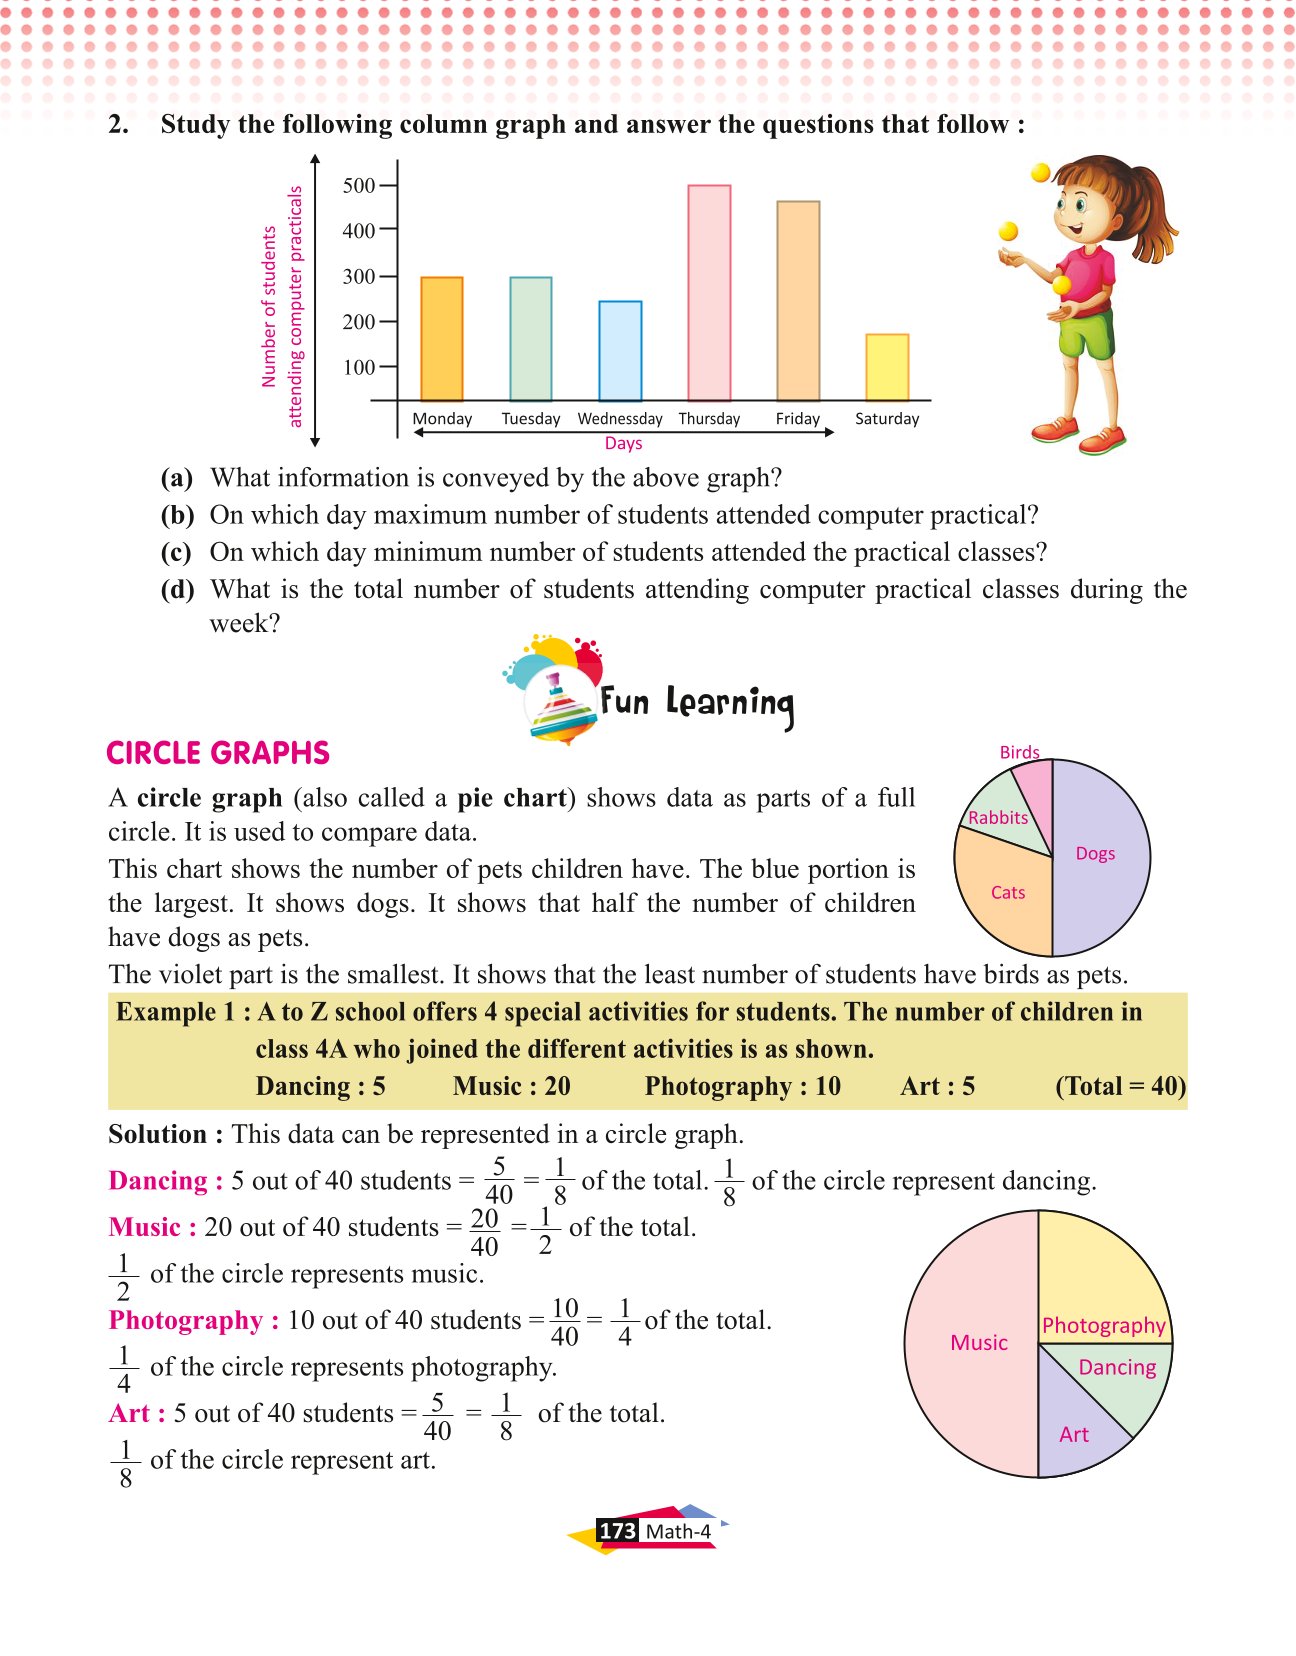 2. Study the following column graph and answer the questions that follow :
Number of students
attending computer practicals
500
400
300
200
100
Monday Tuesday Wednessday Thursday Friday Saturday
Days
(a) What information is conveyed by the above graph?
(b) On which day maximum number of students attended computer practical?
(c) On which day minimum number of students attended the practical classes?
(d) What is the total number of students attending computer practical classes during the
week?
Fun Learning
CIRCLE GRAPHS
A circle graph (also called a pie chart) shows data as parts of a full
circle. It is used to compare data.
This chart shows the number of pets children have. The blue portion is
the largest. It shows dogs. It shows that half the number of children
have dogs as pets.
The violet part is the smallest. It shows that the least number of students have birds as pets.
Birds
Rabbits
Dogs
Cats
Example 1 : A to Z school offers 4 special activities for students. The number of children in
class 4A who joined the different activities is as shown.
Dancing : 5 Music : 20 Photography : 10 Art : 5 (Total = 40)
Solution : This data can be represented in a circle graph.
Dancing : 5 out of 40 students = 5/40 = 1/8 of the total. 1/8 of the circle represent dancing.
Music : 20 out of 40 students = 20/40 = 1/2 of the total.
1/2 of the circle represents music.
Photography : 10 out of 40 students = 10/40 = 1/4 of the total.
1/4 of the circle represents photography.
Art : 5 out of 40 students = 5/40 = 1/8 of the total.
1/8 of the circle represent art.
Music
Photography
Dancing
Art
173 Math-4